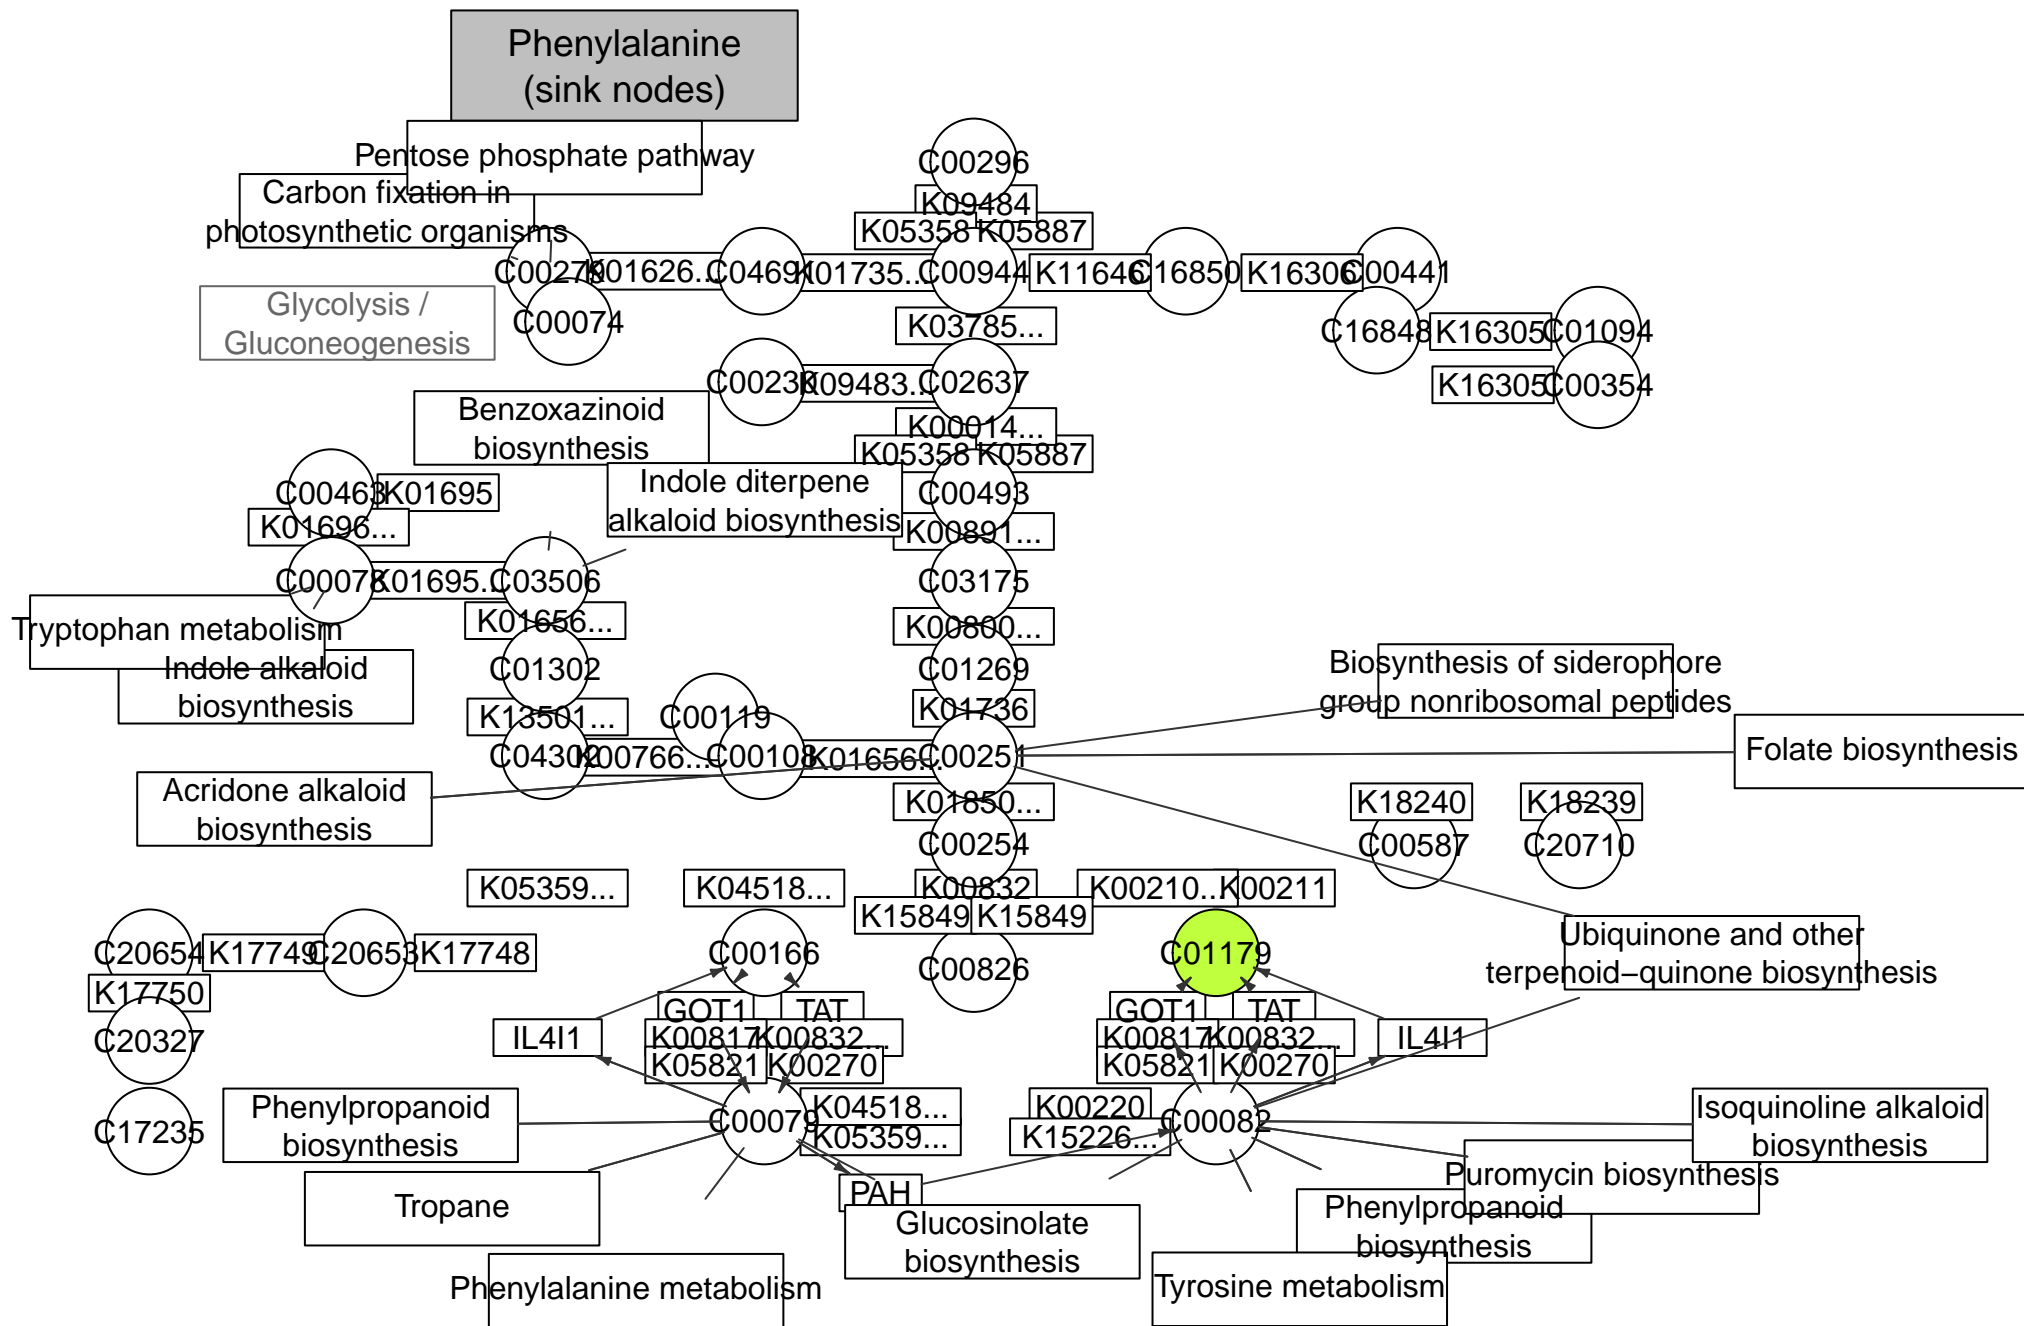 Phenylalanine
(sink nodes)
Pentose phosphate pathway
Carbon fixation in
photosynthetic organisms
C00296
K09484
K05358
K05887
C00279
K01626...
C04691
K01735...
C00944
K11646
C16850
K16306
C00441
Glycolysis /
Gluconeogenesis
C00074
K03785...
C16848
K16305
C01094
C00230
K09483...
C02637
K16305
C00354
Benzoxazinoid
biosynthesis
K00014...
K05358
K05887
C00463
K01695
Indole diterpene
alkaloid biosynthesis
C00493
K01696...
K00891...
C00078
K01695...
C03506
C03175
Tryptophan metabolism
K01656...
K00800...
Indole alkaloid
biosynthesis
C01302
C01269
Biosynthesis of siderophore
group nonribosomal peptides
K13501...
C00119
K01736
C04302
K00766...
C00108
K01656...
C00251
Folate biosynthesis
Acridone alkaloid
biosynthesis
K01850...
K18240
K18239
C00254
C00587
C20710
K05359...
K04518...
K00832
K00210...
K00211
K15849
K15849
C20654
K17749
C20653
K17748
C00166
C00826
C01179
Ubiquinone and other
terpenoid−quinone biosynthesis
K17750
GOT1
TAT
GOT1
TAT
C20327
IL4I1
K00817
K00832...
K00817
K00832...
IL4I1
K05821
K00270
K05821
K00270
C17235
Phenylpropanoid
biosynthesis
C00079
K04518...
K05359...
K00220
K15226...
C00082
Isoquinoline alkaloid
biosynthesis
Puromycin biosynthesis
PAH
Tropane
Glucosinolate
biosynthesis
Phenylpropanoid
biosynthesis
Phenylalanine metabolism
Tyrosine metabolism